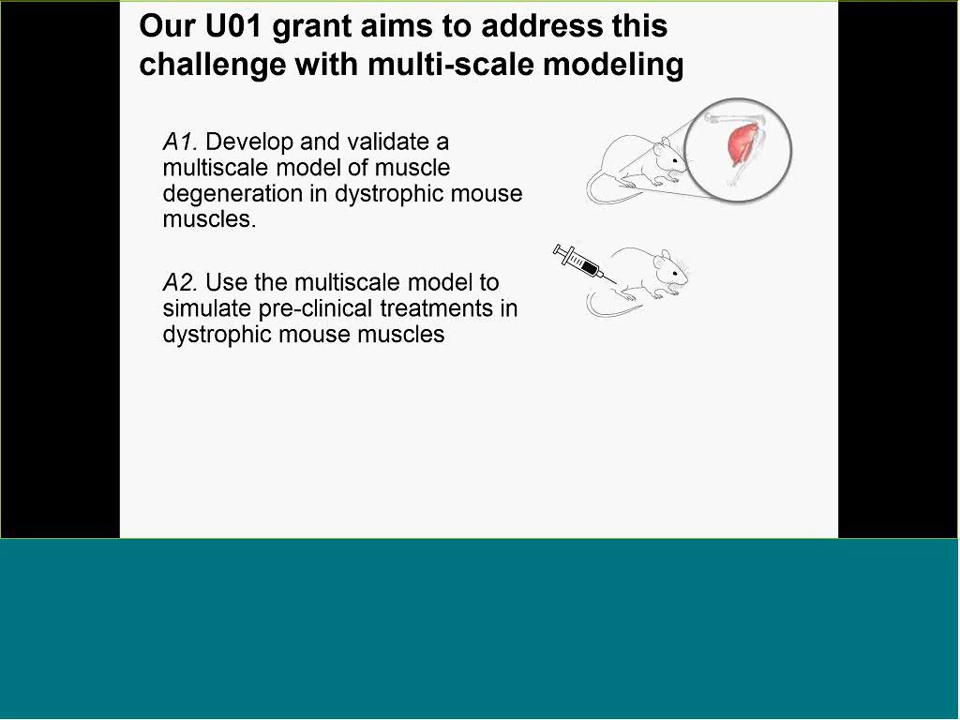 Our U01 grant aims to address this
challenge with multi-scale modeling
A1. Develop and validate a
multiscale model of muscle
degeneration in dystrophic mouse
muscles.
A2. Use the multiscale model to
simulate pre-clinical treatments in
dystrophic mouse muscles